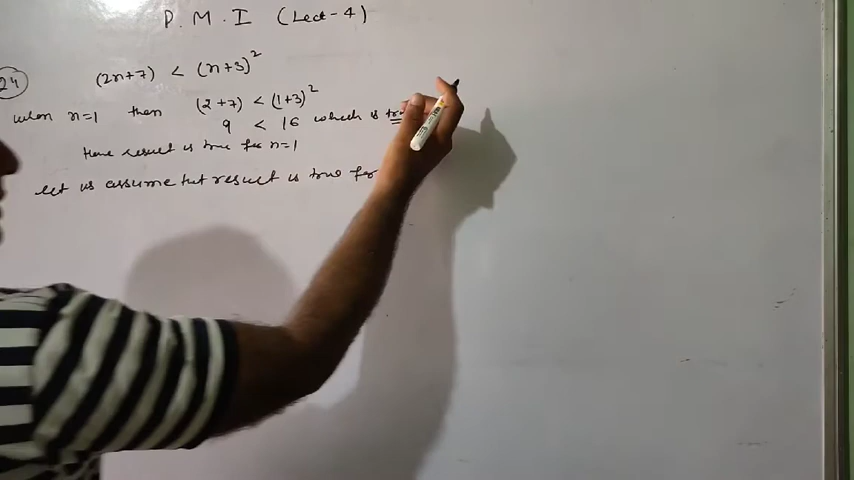 P. M. I (Lect-4)
24
(2n+7) < (n+3)²
when n=1 then (2+7) < (1+3)²
9 < 16 which is
Hence result is true for n=1
let us assume that result is true for